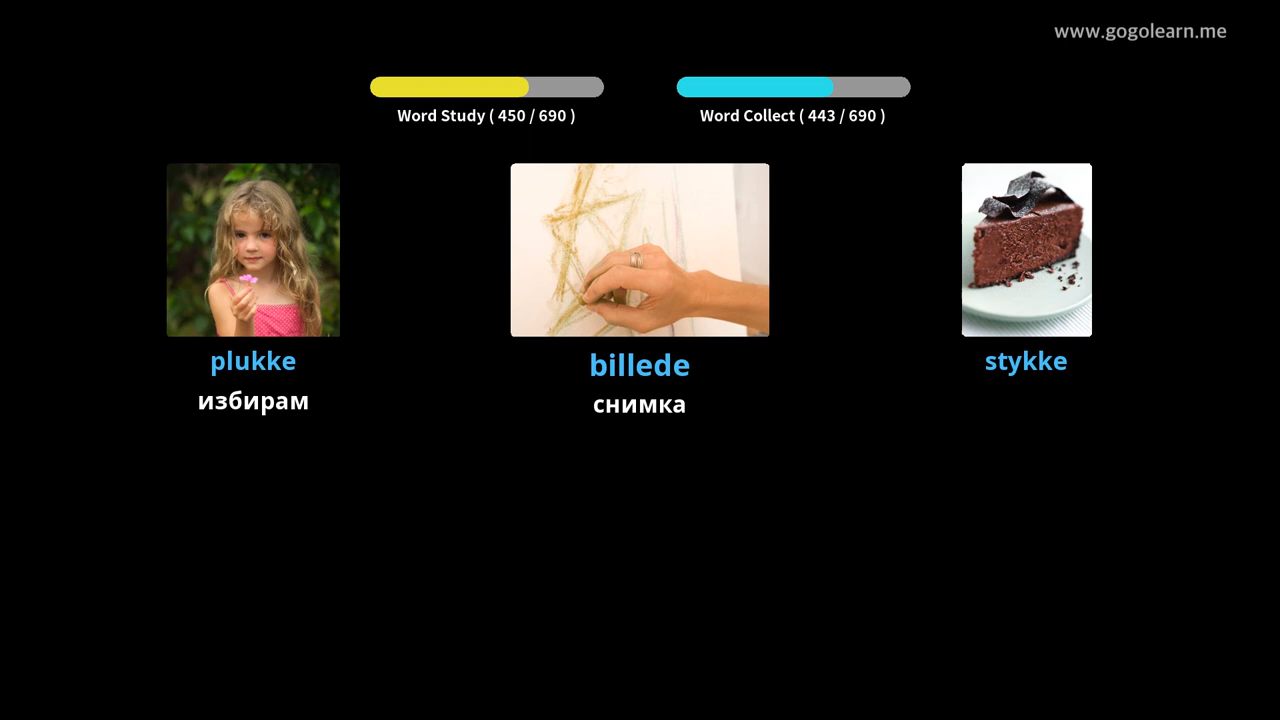 www.gogolearn.me
Word Study ( 450 / 690 )
Word Collect ( 443 / 690 )
plukke
избирам
billede
снимка
stykke